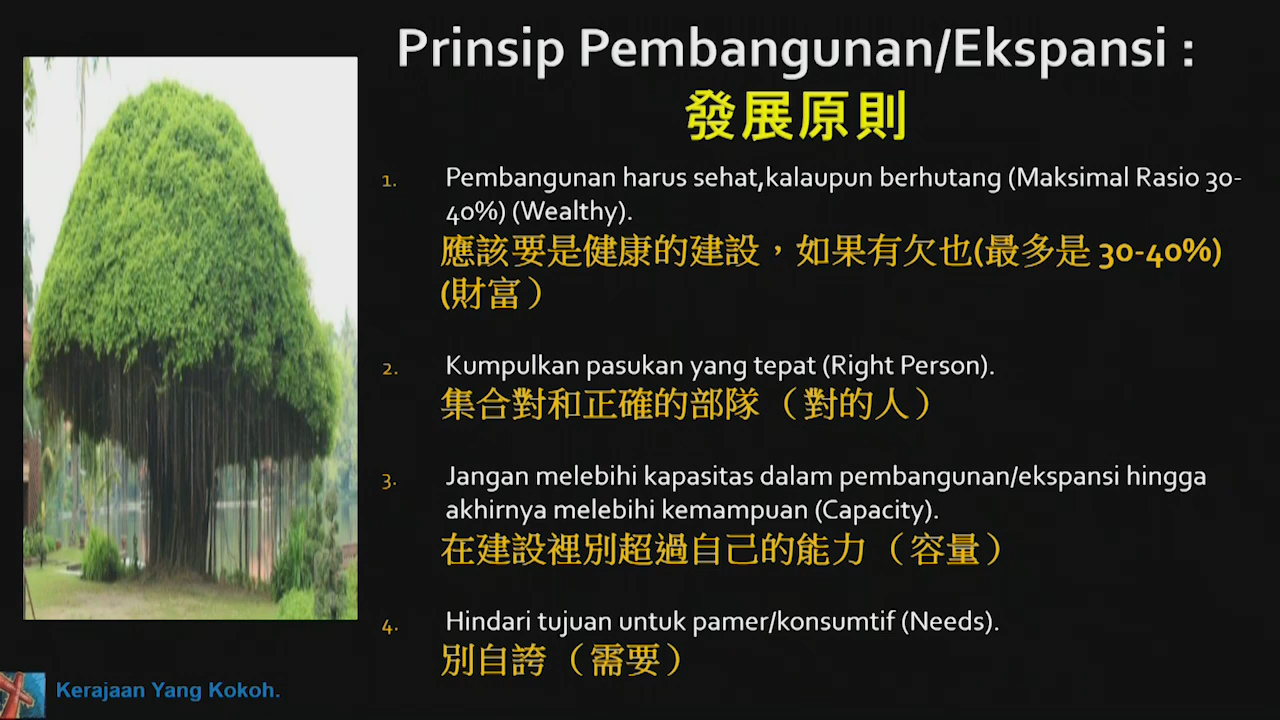 Prinsip Pembangunan/Ekspansi :
發展原則
1. Pembangunan harus sehat,kalaupun berhutang (Maksimal Rasio 30-
40%) (Wealthy).
應該要是健康的建設，如果有欠也(最多是 30-40%)
(財富）
2. Kumpulkan pasukan yang tepat (Right Person).
集合對和正確的部隊（對的人）
3. Jangan melebihi kapasitas dalam pembangunan/ekspansi hingga
akhirnya melebihi kemampuan (Capacity).
在建設裡別超過自己的能力（容量）
4. Hindari tujuan untuk pamer/konsumtif (Needs).
別自誇（需要）
Kerajaan Yang Kokoh.